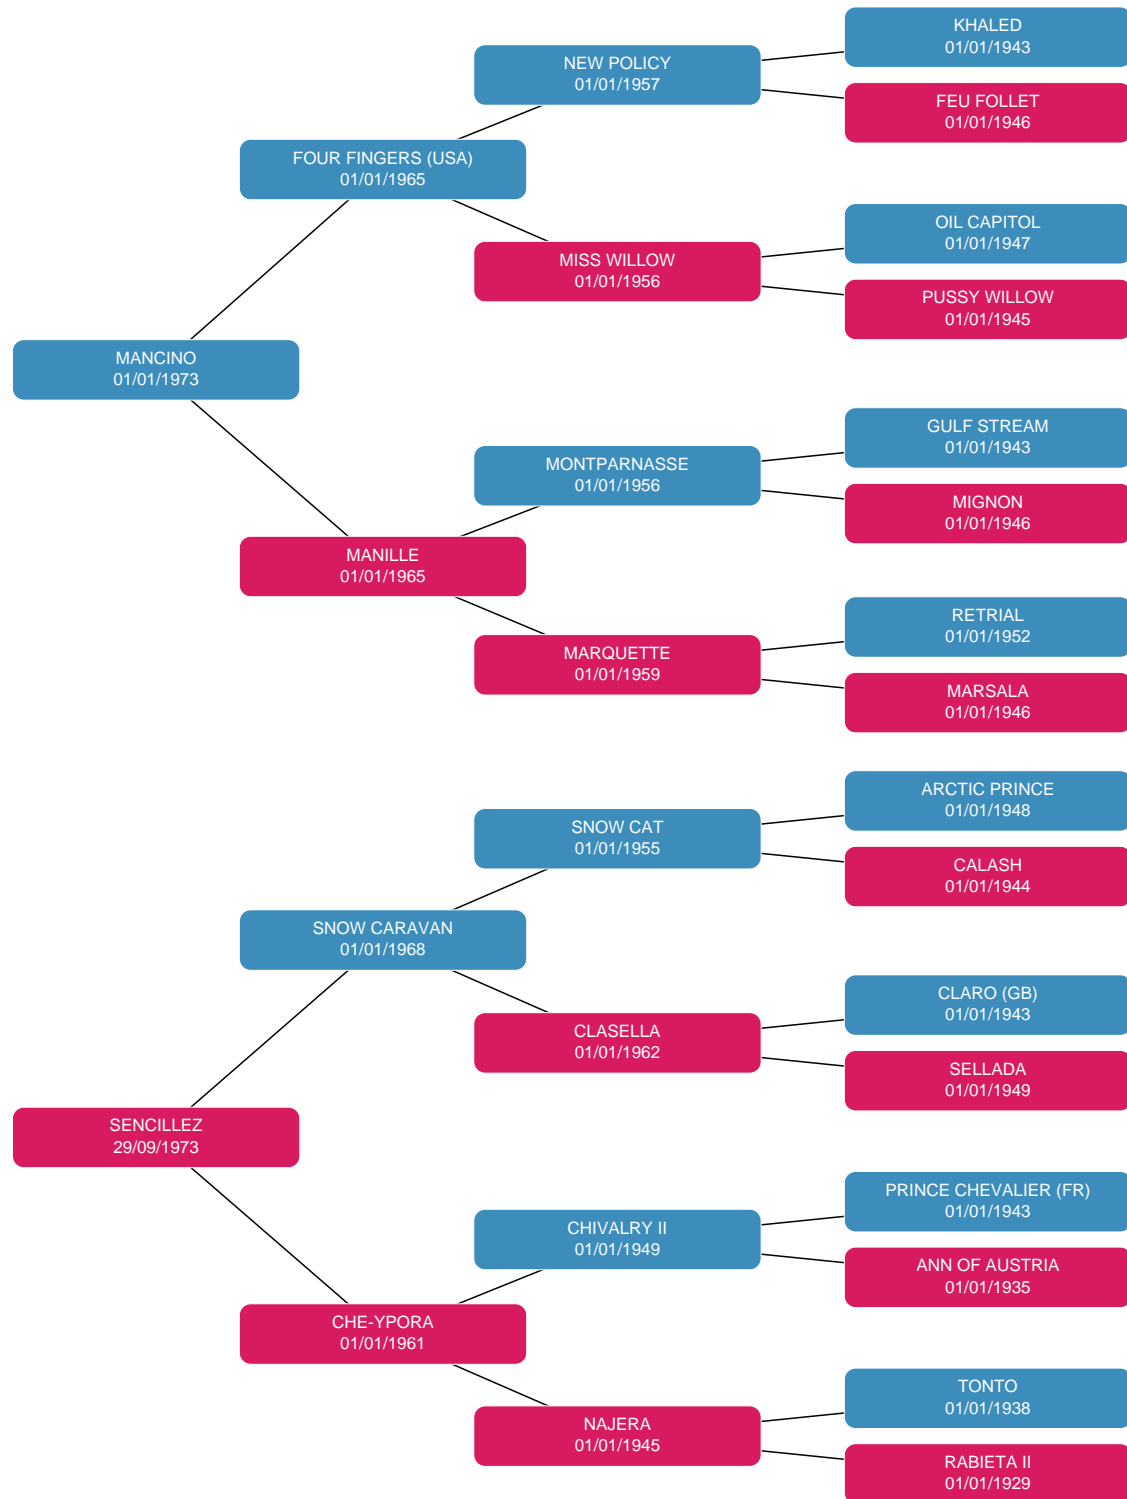 KHALED
01/01/1943
NEW POLICY
01/01/1957
FEU FOLLET
01/01/1946
FOUR FINGERS (USA)
01/01/1965
OIL CAPITOL
01/01/1947
MISS WILLOW
01/01/1956
PUSSY WILLOW
01/01/1945
MANCINO
01/01/1973
GULF STREAM
01/01/1943
MONTPARNASSE
01/01/1956
MIGNON
01/01/1946
MANILLE
01/01/1965
RETRIAL
01/01/1952
MARQUETTE
01/01/1959
MARSALA
01/01/1946
ARCTIC PRINCE
01/01/1948
SNOW CAT
01/01/1955
CALASH
01/01/1944
SNOW CARAVAN
01/01/1968
CLARO (GB)
01/01/1943
CLASELLA
01/01/1962
SELLADA
01/01/1949
SENCILLEZ
29/09/1973
PRINCE CHEVALIER (FR)
01/01/1943
CHIVALRY II
01/01/1949
ANN OF AUSTRIA
01/01/1935
CHE-YPORA
01/01/1961
TONTO
01/01/1938
NAJERA
01/01/1945
RABIETA II
01/01/1929